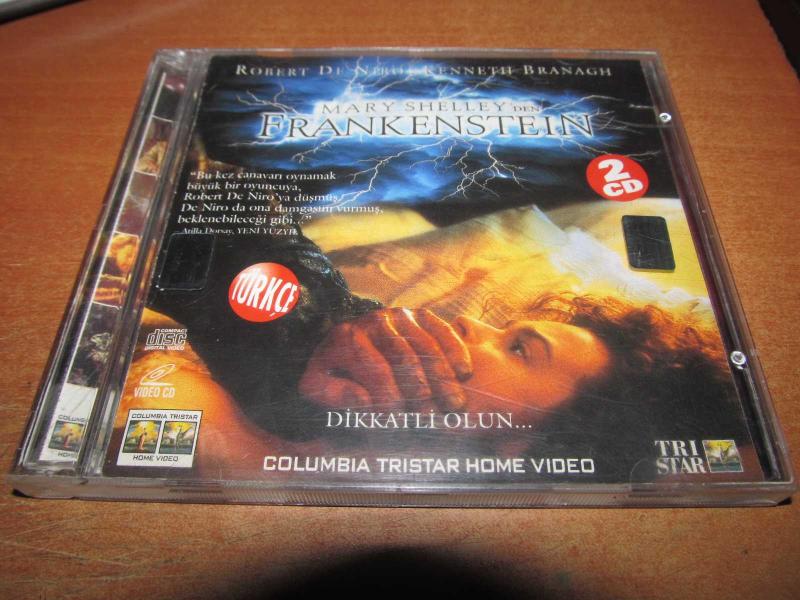 ROBERT DE NIRO KENNETH BRANAGH
MARY SHELLEY'DEN
FRANKENSTEIN
"Bu kez canavarı oynamak
büyük bir oyuncuya,
Robert De Niro'ya düşmüş,
De Niro da ona damgasını vurmuş,
beklenebileceği gibi..."
Atilla Dorsay, YENİ YÜZYIL
2
CD
TÜRKÇE
COMPACT
disc
DIGITAL VIDEO
VIDEO CD
COLUMBIA TRISTAR
HOME VIDEO
DİKKATLİ OLUN...
COLUMBIA TRISTAR HOME VIDEO
TRI
STAR